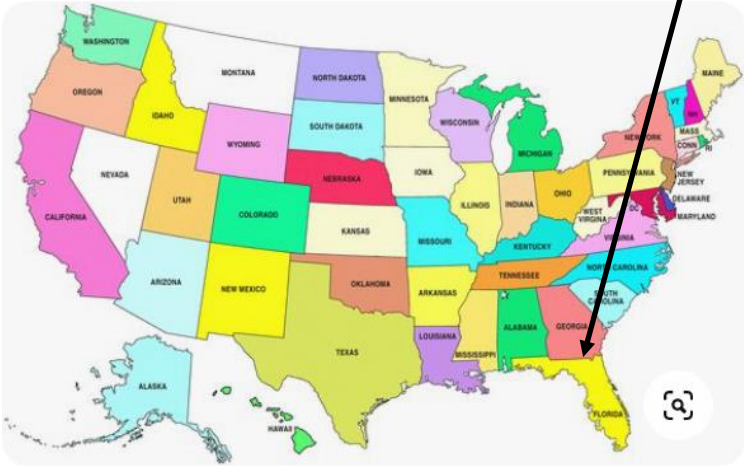 WASHINGTON
MONTANA
NORTH DAKOTA
MINNESOTA
MAINE
OREGON
IDAHO
SOUTH DAKOTA
WISCONSIN
VT
NH
WYOMING
MICHIGAN
NEW YORK
MASS
CONN
RI
NEVADA
NEBRASKA
IOWA
PENNSYLVANIA
NEW
JERSEY
UTAH
COLORADO
ILLINOIS
INDIANA
OHIO
DELAWARE
DC
MARYLAND
CALIFORNIA
KANSAS
MISSOURI
WEST
VIRGINIA
KENTUCKY
VIRGINIA
ARIZONA
NEW MEXICO
OKLAHOMA
TENNESSEE
NORTH CAROLINA
ARKANSAS
SOUTH
CAROLINA
TEXAS
LOUISIANA
MISSISSIPPI
ALABAMA
GEORGIA
ALASKA
HAWAII
FLORIDA